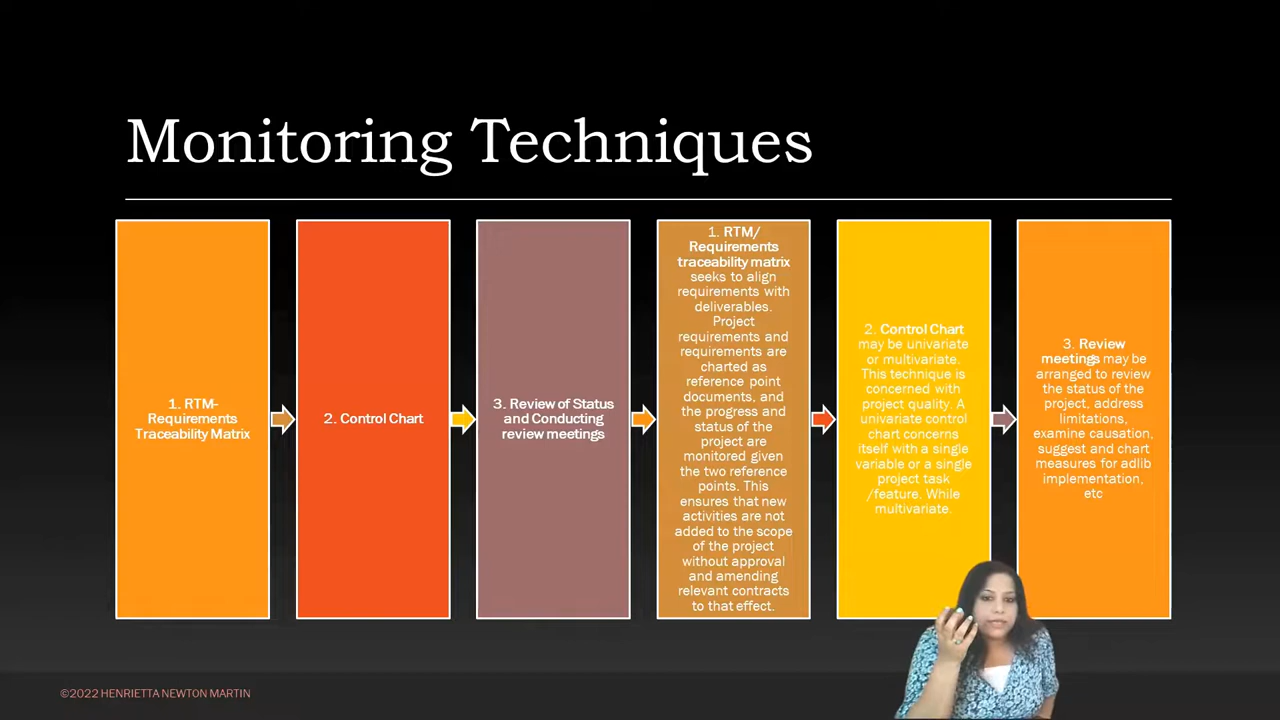 Monitoring Techniques
1. RTM-
Requirements
Traceability Matrix
2. Control Chart
3. Review of Status
and Conducting
review meetings
1. RTM/
Requirements
traceability matrix
seeks to align
requirements with
deliverables.
Project
requirements and
requirements are
charted as
reference point
documents, and
the progress and
status of the
project are
monitored given
the two reference
points. This
ensures that new
activities are not
added to the scope
of the project
without approval
and amending
relevant contracts
to that effect.
2. Control Chart
may be univariate
or multivariate.
This technique is
concerned with
project quality. A
univariate control
chart concerns
itself with a single
variable or a single
project task
/feature. While
multivariate.
3. Review
meetings may be
arranged to review
the status of the
project, address
limitations,
examine causation,
suggest and chart
measures for adlib
implementation,
etc
©2022 HENRIETTA NEWTON MARTIN